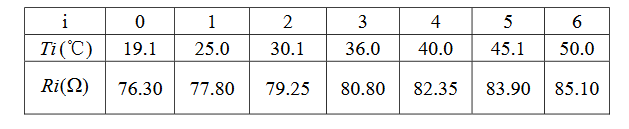 i 0 1 2 3 4 5 6
Ti(℃) 19.1 25.0 30.1 36.0 40.0 45.1 50.0
Ri(Ω) 76.30 77.80 79.25 80.80 82.35 83.90 85.10